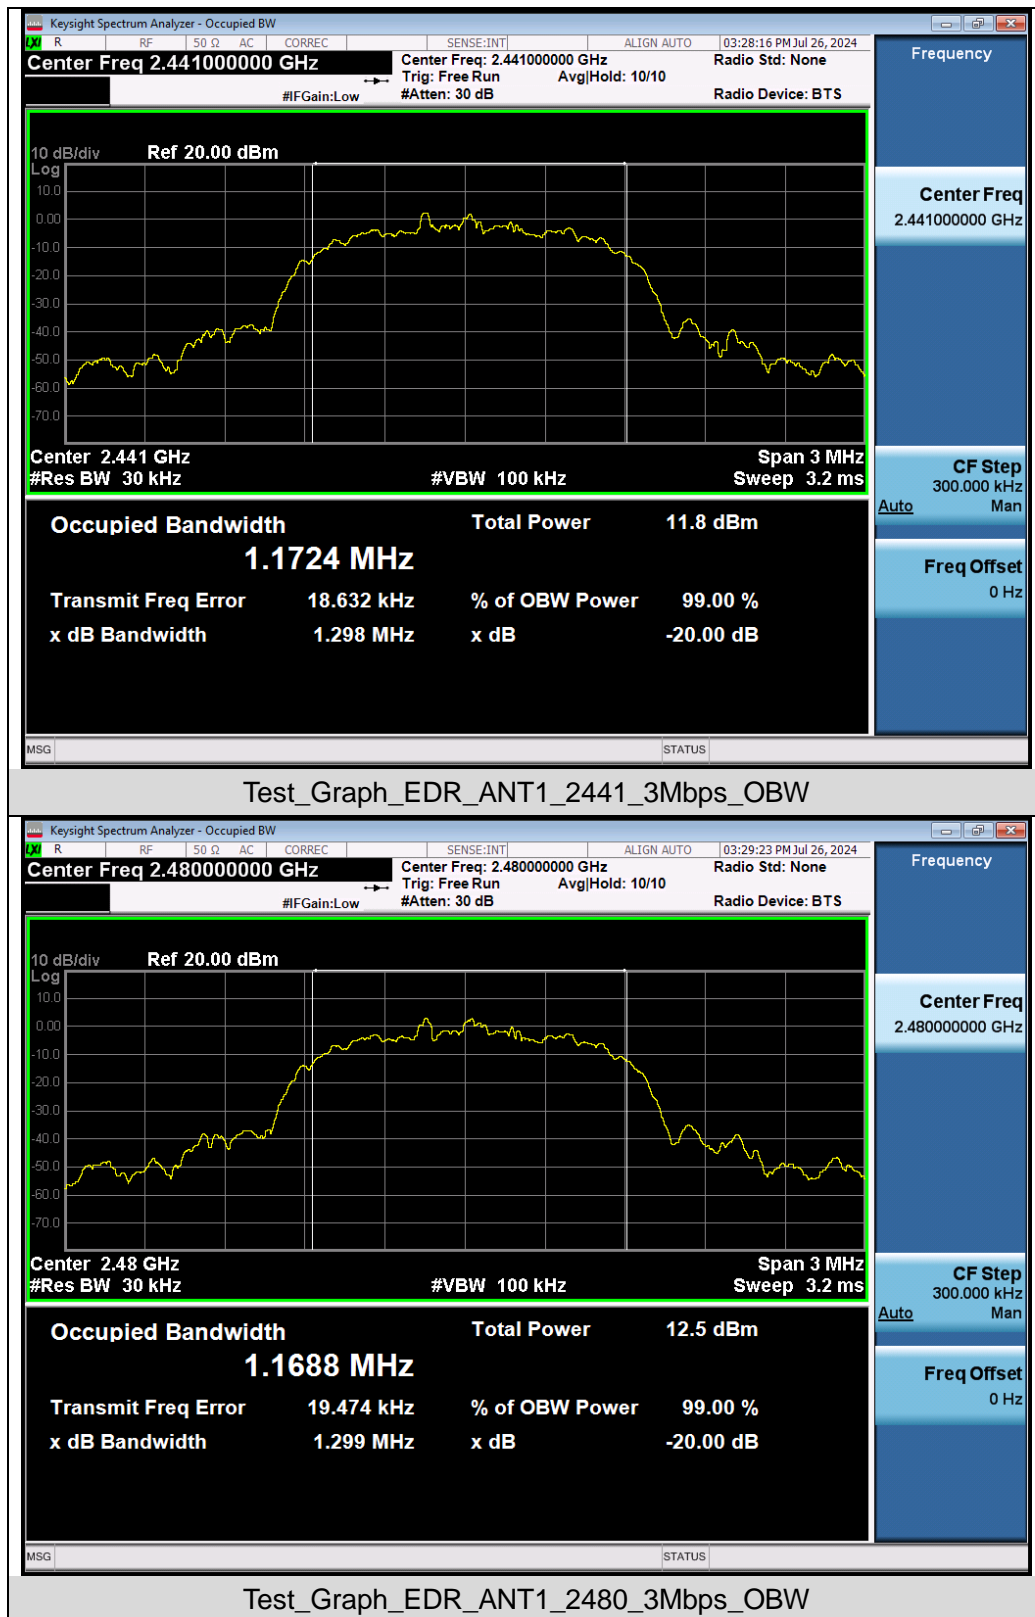 Keysight Spectrum Analyzer - Occupied BW
LXI R RF 50 Ω AC CORREC SENSE:INT ALIGN AUTO 03:28:16 PM Jul 26, 2024
Center Freq 2.441000000 GHz Center Freq: 2.441000000 GHz Radio Std: None
Trig: Free Run Avg|Hold: 10/10
#IFGain:Low #Atten: 30 dB Radio Device: BTS
10 dB/div Ref 20.00 dBm
Log
10.0
0.00
-10.0
-20.0
-30.0
-40.0
-50.0
-60.0
-70.0
Center 2.441 GHz Span 3 MHz
#Res BW 30 kHz #VBW 100 kHz Sweep 3.2 ms
Occupied Bandwidth Total Power 11.8 dBm
1.1724 MHz
Transmit Freq Error 18.632 kHz % of OBW Power 99.00 %
x dB Bandwidth 1.298 MHz x dB -20.00 dB
MSG STATUS
Frequency
Center Freq
2.441000000 GHz
CF Step
300.000 kHz
Auto Man
Freq Offset
0 Hz
Test_Graph_EDR_ANT1_2441_3Mbps_OBW
Keysight Spectrum Analyzer - Occupied BW
LXI R RF 50 Ω AC CORREC SENSE:INT ALIGN AUTO 03:29:23 PM Jul 26, 2024
Center Freq 2.480000000 GHz Center Freq: 2.480000000 GHz Radio Std: None
Trig: Free Run Avg|Hold: 10/10
#IFGain:Low #Atten: 30 dB Radio Device: BTS
10 dB/div Ref 20.00 dBm
Log
10.0
0.00
-10.0
-20.0
-30.0
-40.0
-50.0
-60.0
-70.0
Center 2.48 GHz Span 3 MHz
#Res BW 30 kHz #VBW 100 kHz Sweep 3.2 ms
Occupied Bandwidth Total Power 12.5 dBm
1.1688 MHz
Transmit Freq Error 19.474 kHz % of OBW Power 99.00 %
x dB Bandwidth 1.299 MHz x dB -20.00 dB
MSG STATUS
Frequency
Center Freq
2.480000000 GHz
CF Step
300.000 kHz
Auto Man
Freq Offset
0 Hz
Test_Graph_EDR_ANT1_2480_3Mbps_OBW